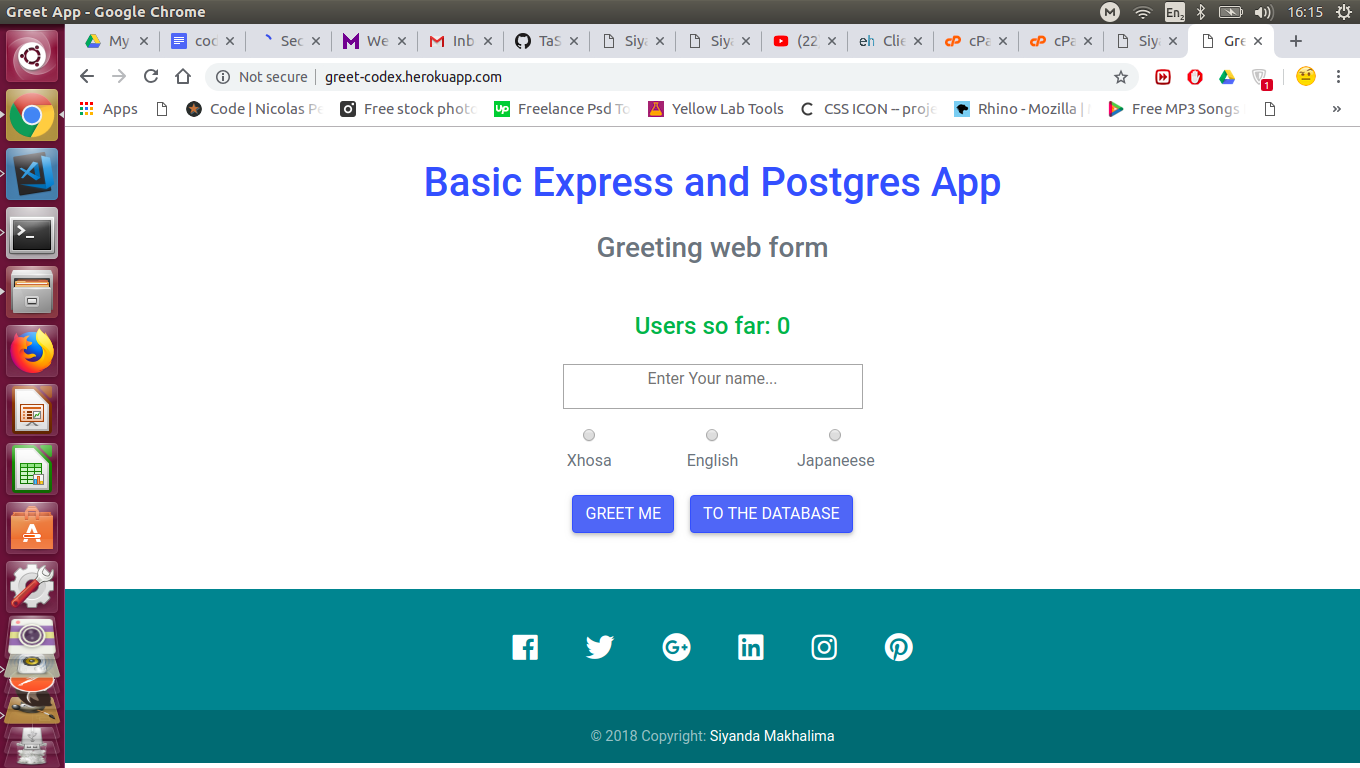 Greet App - Google Chrome
M
En2
16:15
My
cod
Sec
We
Inb
TaS
Siya
Siya
(22)
eh Clie
cPa
cPa
Siya
Gre
Not secure
greet-codex.herokuapp.com
1
Apps
Code | Nicolas Pe
Free stock photo
Freelance Psd To
Yellow Lab Tools
CSS ICON -- proje
Rhino - Mozilla |
Free MP3 Songs
Basic Express and Postgres App
Greeting web form
Users so far: 0
Enter Your name...
Xhosa English Japaneese
GREET ME TO THE DATABASE
© 2018 Copyright: Siyanda Makhalima